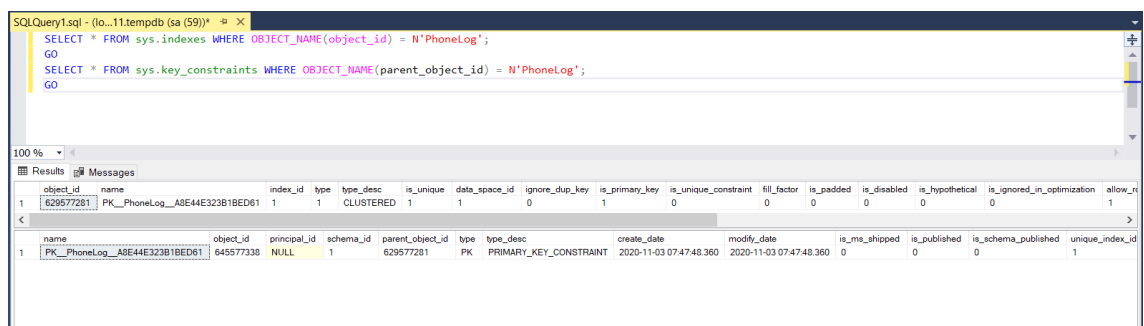 SQLQuery1.sql - (lo...11.tempdb (sa (59))*
SELECT * FROM sys.indexes WHERE OBJECT_NAME(object_id) = N'PhoneLog';
GO
SELECT * FROM sys.key_constraints WHERE OBJECT_NAME(parent_object_id) = N'PhoneLog';
GO
100 %
Results Messages
object_id name index_id type type_desc is_unique data_space_id ignore_dup_key is_primary_key is_unique_constraint fill_factor is_padded is_disabled is_hypothetical is_ignored_in_optimization allow_ro
1 629577281 PK__PhoneLog__A8E44E323B1BED61 1 1 CLUSTERED 1 1 0 1 0 0 0 0 0 0 1
name object_id principal_id schema_id parent_object_id type type_desc create_date modify_date is_ms_shipped is_published is_schema_published unique_index_id
1 PK__PhoneLog__A8E44E323B1BED61 645577338 NULL 1 629577281 PK PRIMARY_KEY_CONSTRAINT 2020-11-03 07:47:48.360 2020-11-03 07:47:48.360 0 0 0 1